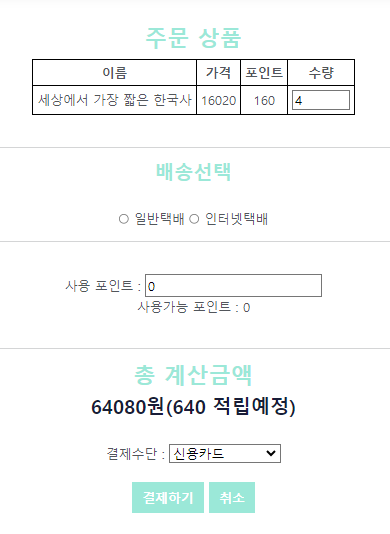 주문 상품
이름 가격 포인트 수량
세상에서 가장 짧은 한국사 16020 160 4
배송선택
일반택배 인터넷택배
사용 포인트 : 0
사용가능 포인트 : 0
총 계산금액
64080원(640 적립예정)
결제수단 : 신용카드
결제하기 취소